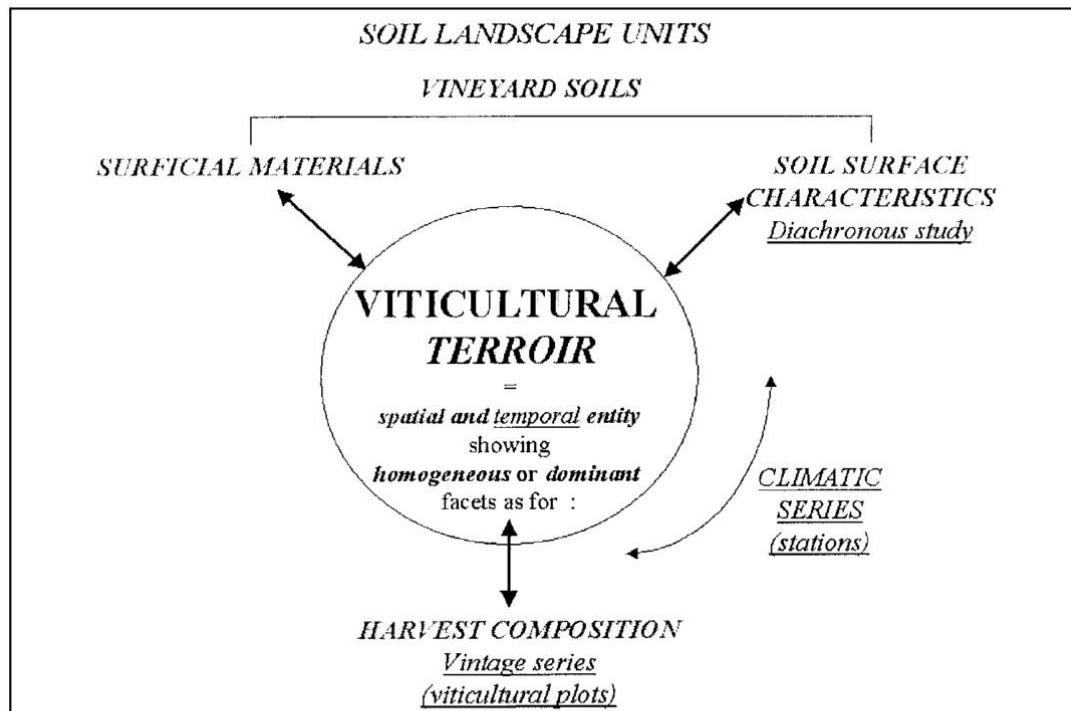 SOIL LANDSCAPE UNITS
VINEYARD SOILS
SURFICIAL MATERIALS
SOIL SURFACE
CHARACTERISTICS
Diachronous study
VITICULTURAL
TERROIR
=
spatial and temporal entity
showing
homogeneous or dominant
facets as for :
CLIMATIC
SERIES
(stations)
HARVEST COMPOSITION
Vintage series
(viticultural plots)